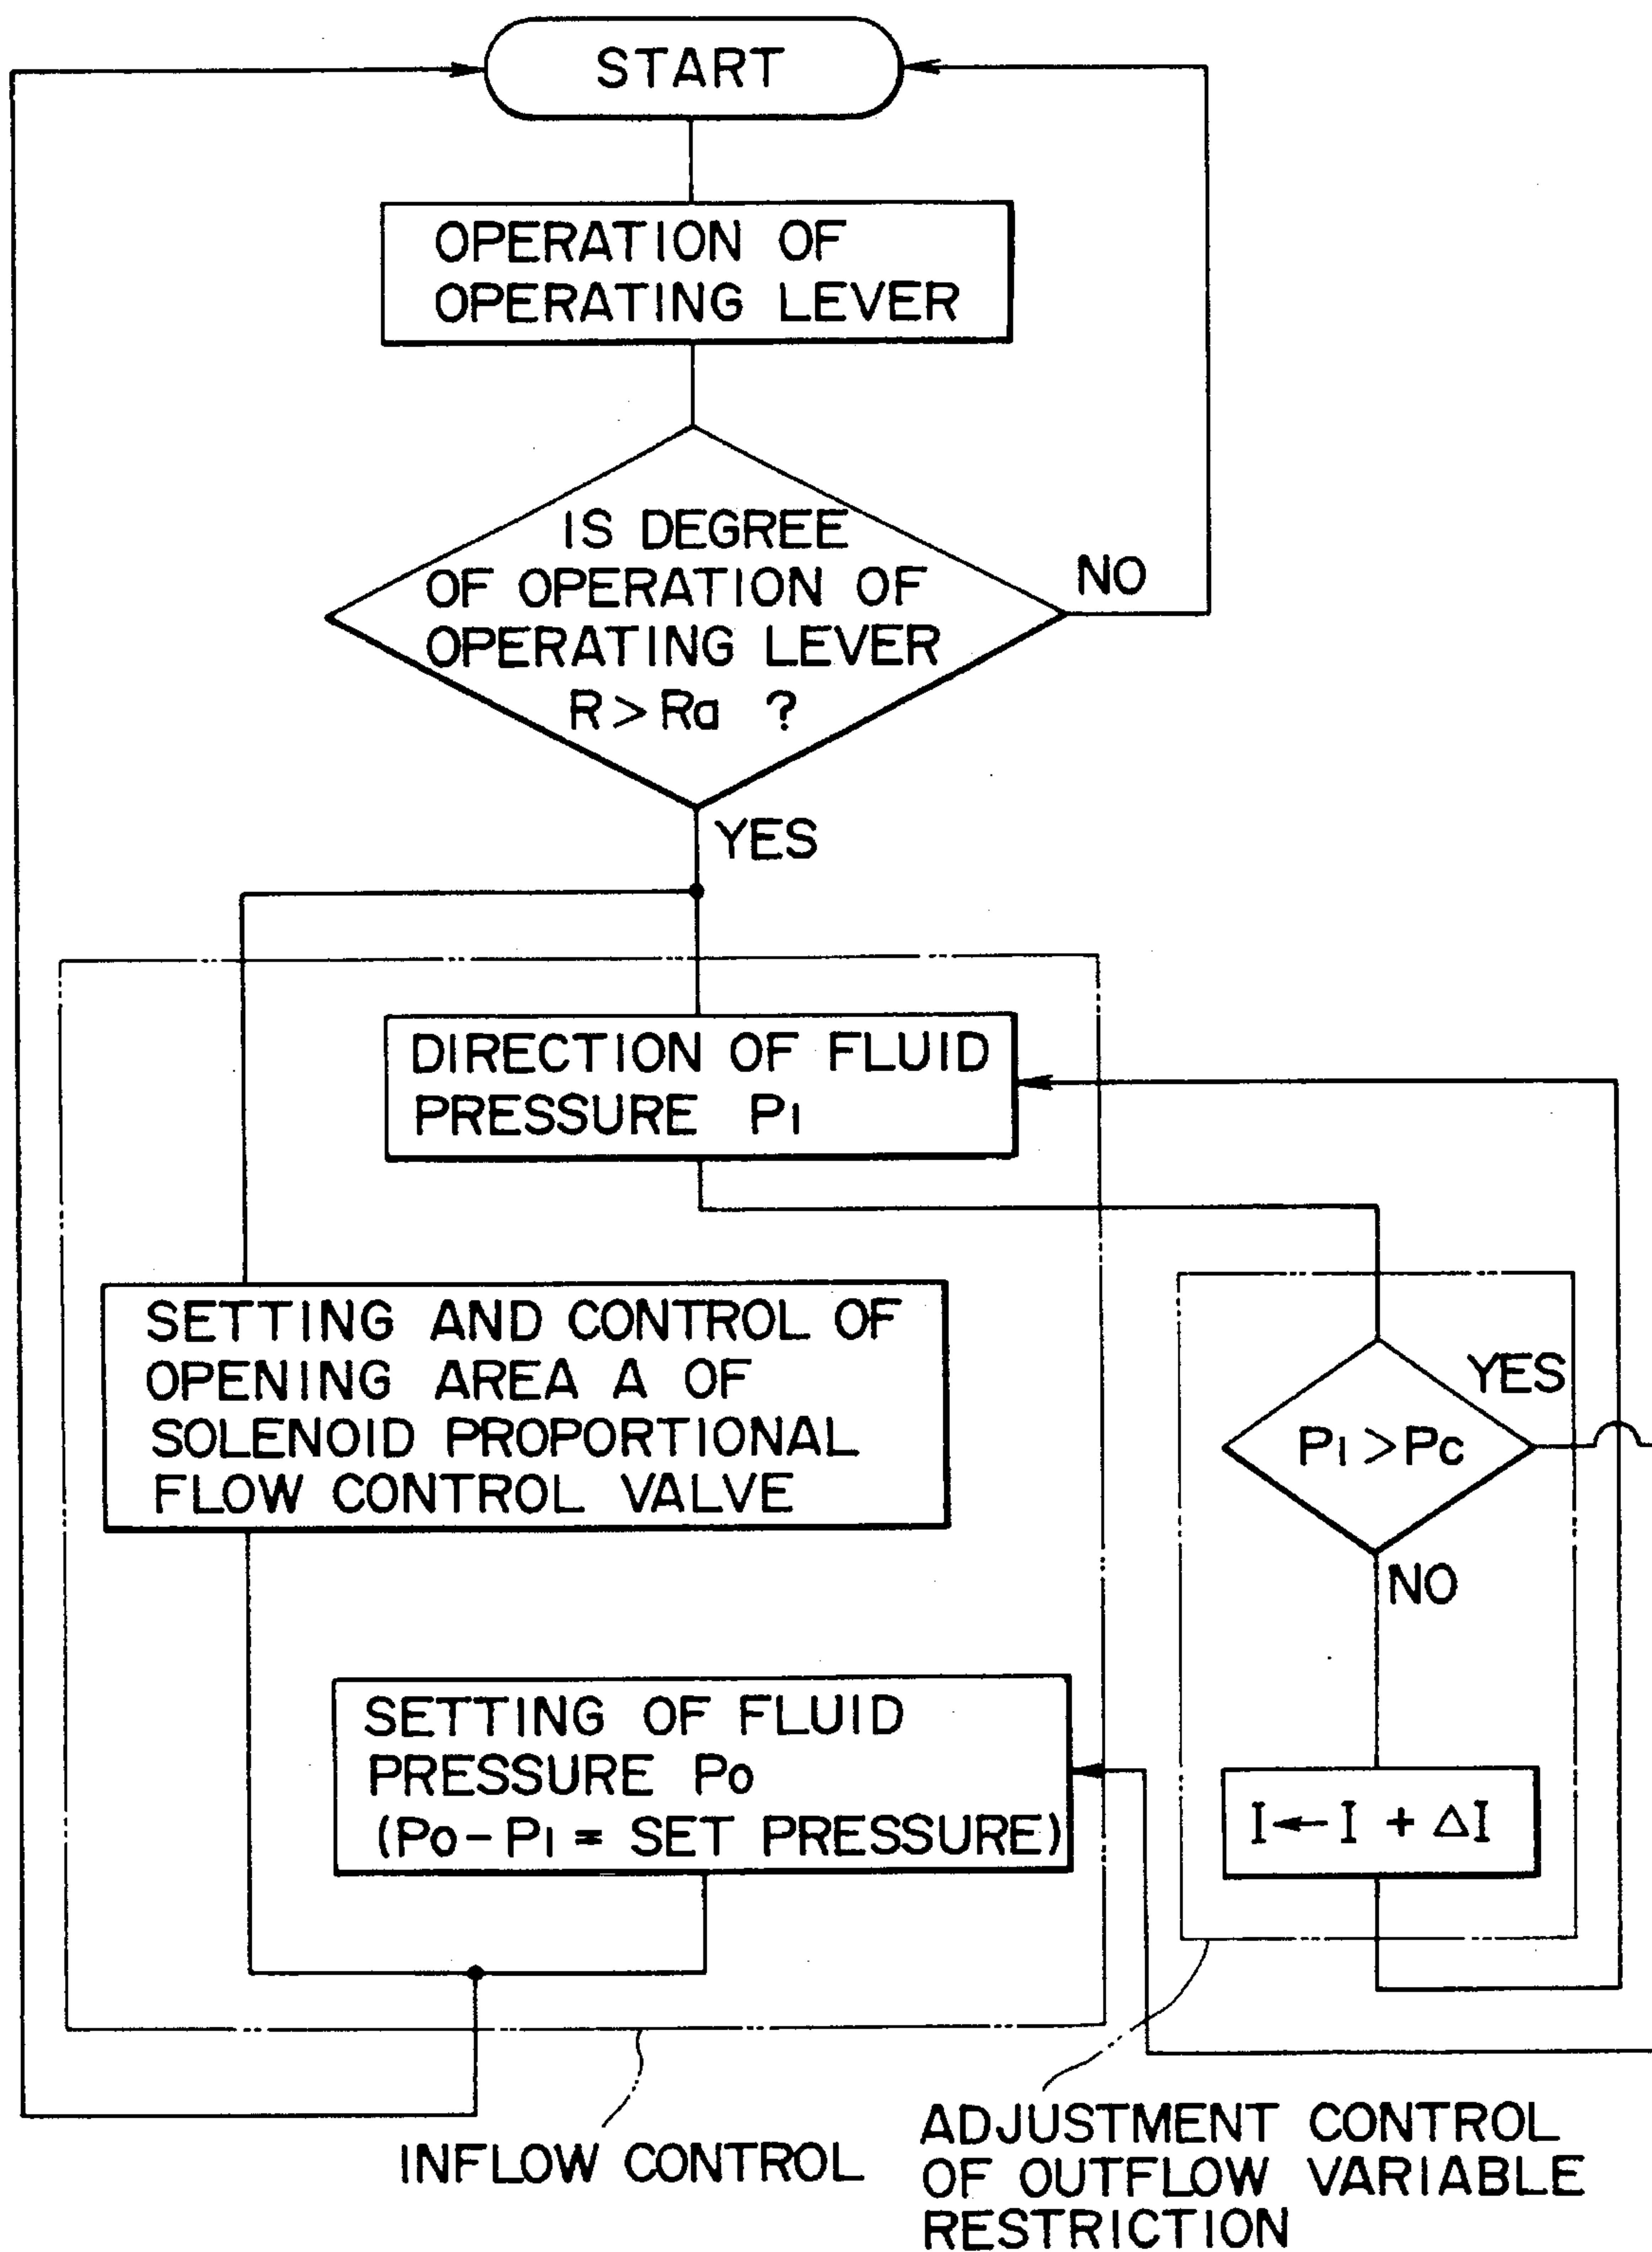 START
OPERATION OF
OPERATING LEVER
IS DEGREE
OF OPERATION OF
OPERATING LEVER
R > Ra ?
NO
YES
DIRECTION OF FLUID
PRESSURE P1
SETTING AND CONTROL OF
OPENING AREA A OF
SOLENOID PROPORTIONAL
FLOW CONTROL VALVE
YES
P1 > Pc
NO
SETTING OF FLUID
PRESSURE Po
(Po - P1 = SET PRESSURE)
I ← I + ΔI
INFLOW CONTROL
ADJUSTMENT CONTROL
OF OUTFLOW VARIABLE
RESTRICTION